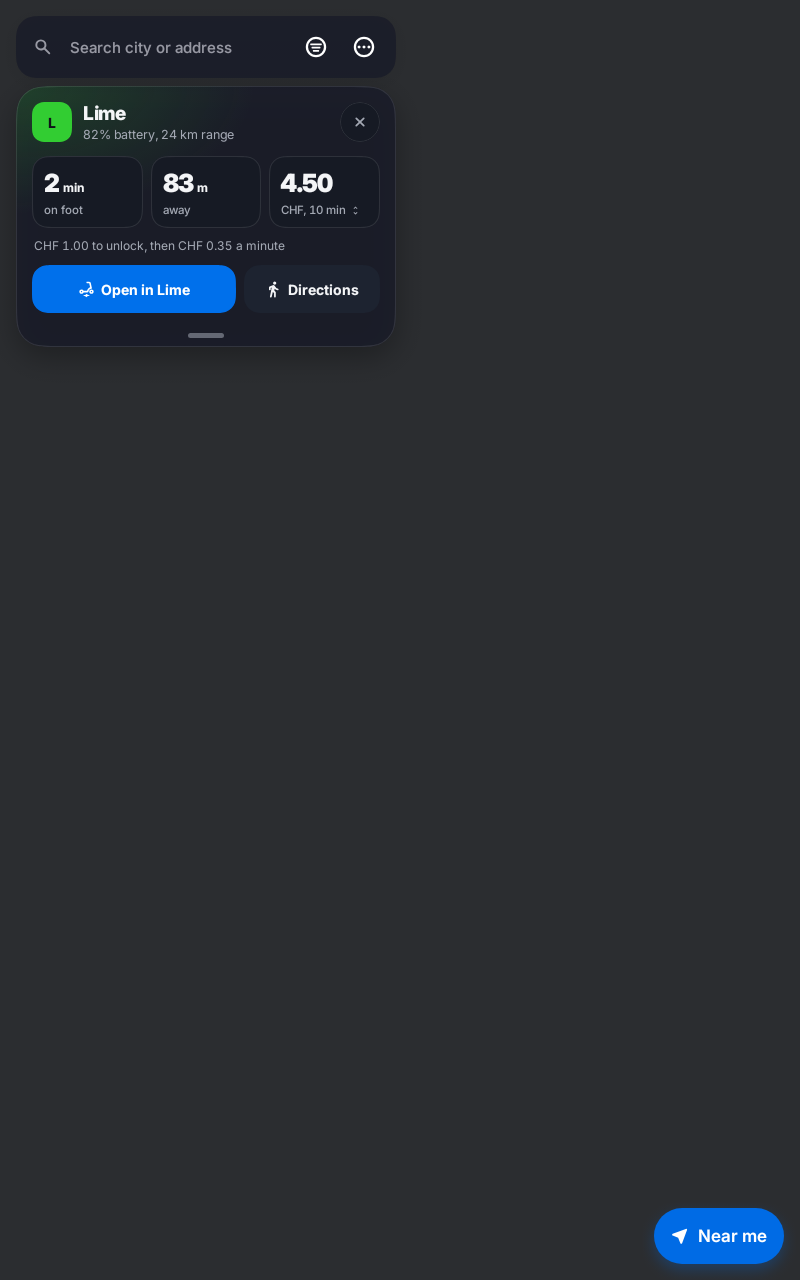 Search city or address
L
Lime
82% battery, 24 km range
2 min
on foot
83 m
away
4.50
CHF, 10 min
CHF 1.00 to unlock, then CHF 0.35 a minute
Open in Lime
Directions
Near me